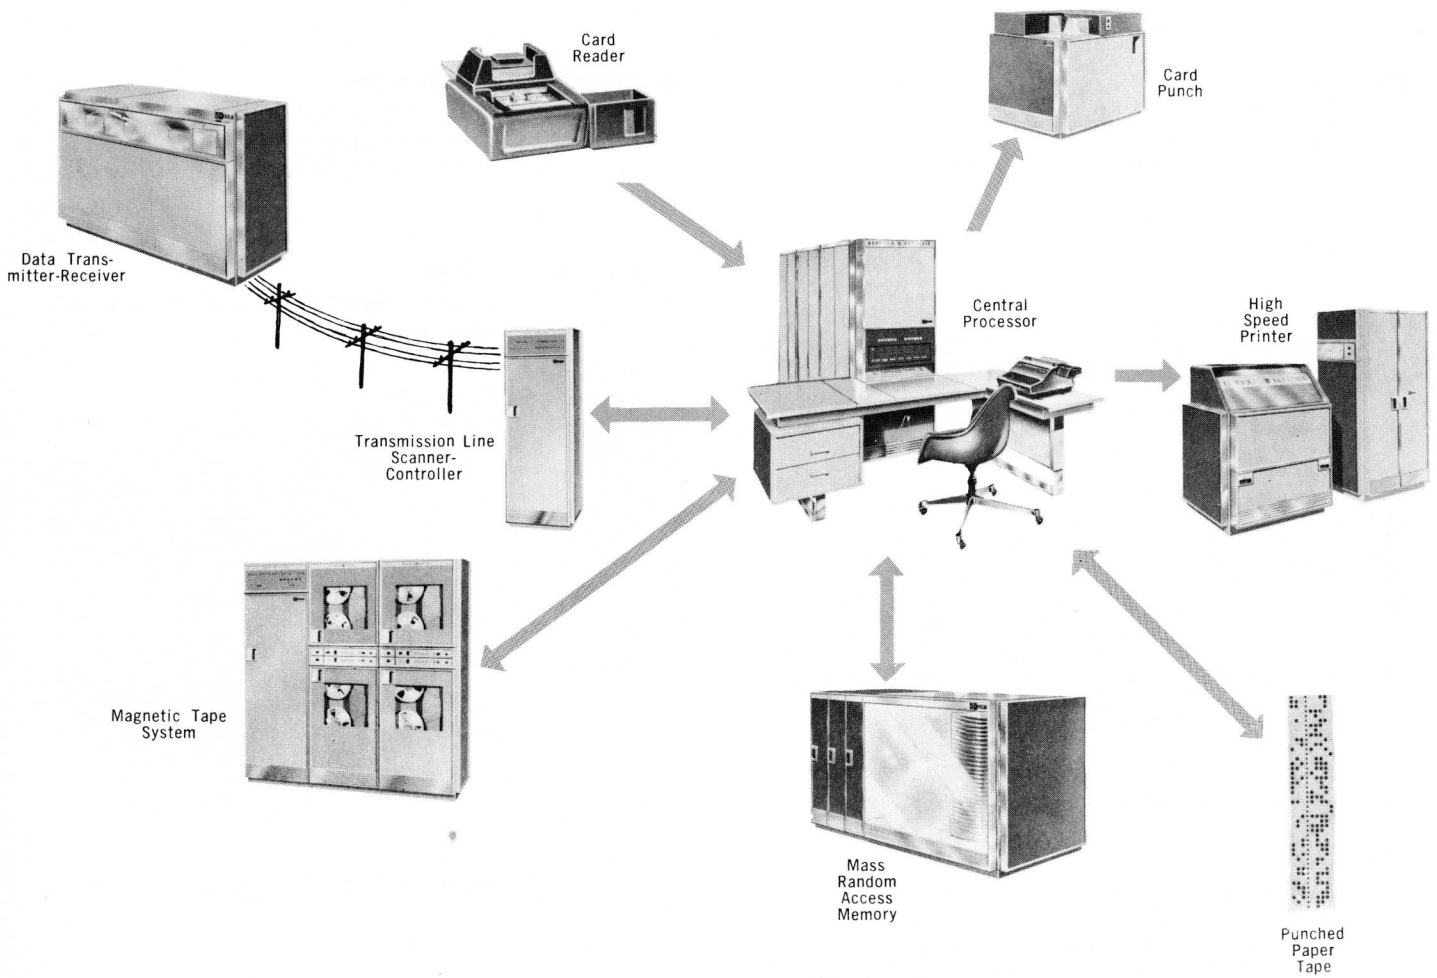 Card
Reader
Card
Punch
Data Trans-
mitter-Receiver
Central
Processor
High
Speed
Printer
Transmission Line
Scanner-
Controller
Magnetic Tape
System
Mass
Random
Access
Memory
Punched
Paper
Tape